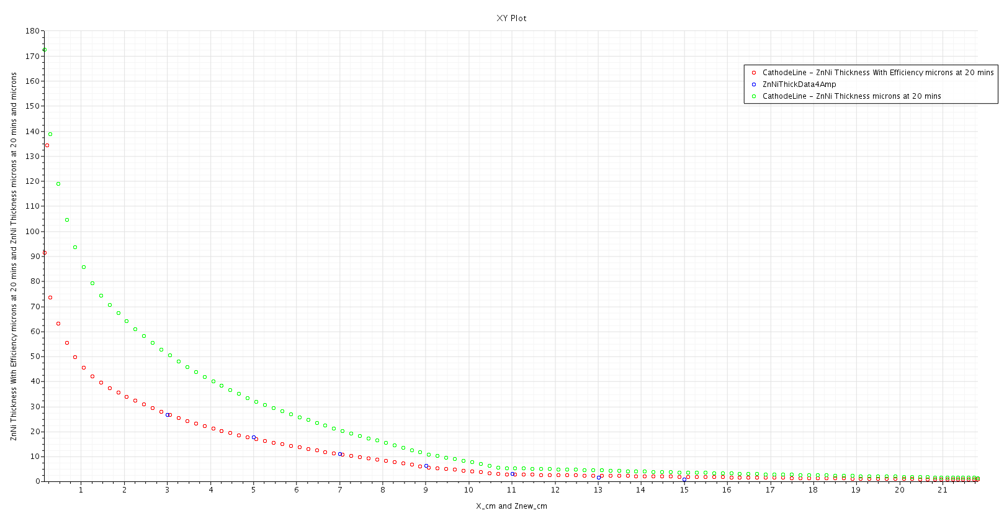 XY Plot
180
170
160
150
140
130
120
110
100
90
80
70
60
50
40
30
20
10
0
ZnNi Thickness With Efficiency microns at 20 mins and ZnNi Thickness microns at 20 mins and microns
CathodeLine - ZnNi Thickness With Efficiency microns at 20 mins
ZnNiThickData4Amp
CathodeLine - ZnNi Thickness microns at 20 mins
1 2 3 4 5 6 7 8 9 10 11 12 13 14 15 16 17 18 19 20 21
X_cm and Znew_cm